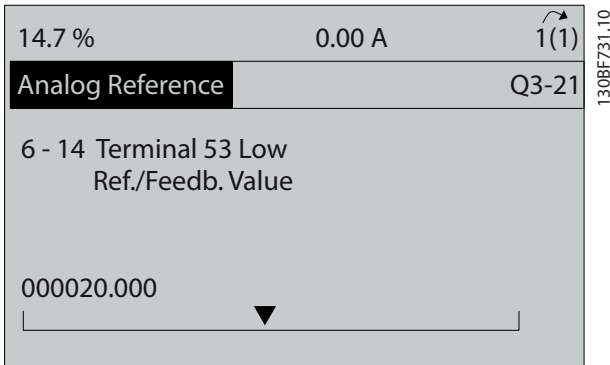 14.7 % 0.00 A 1(1)
Analog Reference Q3-21
6 - 14 Terminal 53 Low
Ref./Feedb. Value
000020.000
130BF731.10